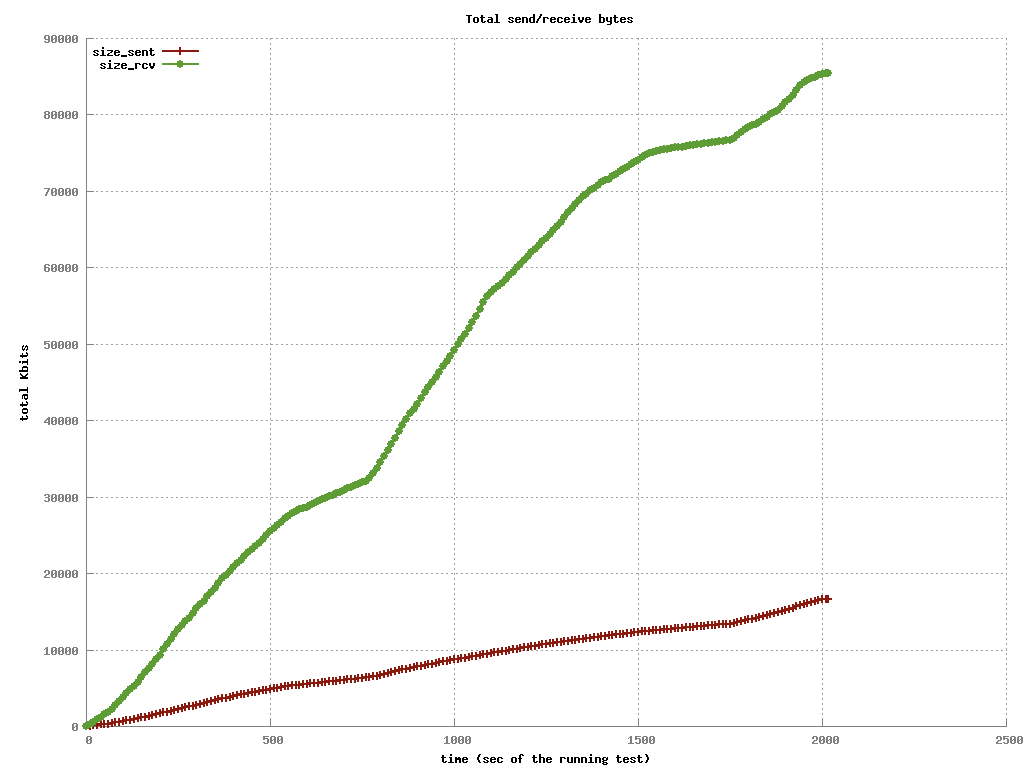 Total send/receive bytes
size_sent
size_rcv
90000
80000
70000
60000
50000
40000
30000
20000
10000
0
total Kbits
0 500 1000 1500 2000 2500
time (sec of the running test)